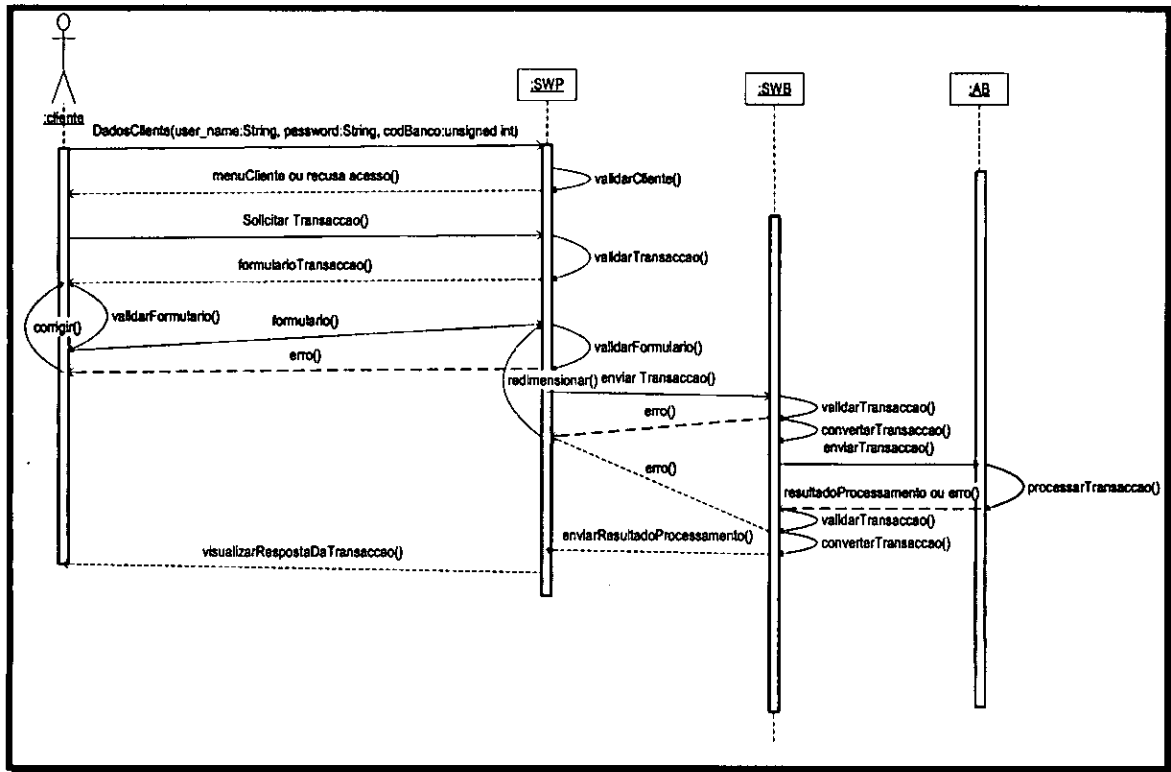 :SWP
:SWB
:AB
:cliente
DadosCliente(user_name:String, password:String, codBanco:unsigned int)
menuCliente ou recusa acesso()
validarCliente()
Solicitar Transaccao()
validarTransaccao()
formularioTransaccao()
validarFormulario()
corrigir()
formulario()
validarFormulario()
erro()
redimensionar()
enviar Transaccao()
validarTransaccao()
erro()
converterTransaccao()
enviarTransaccao()
erro()
processarTransaccao()
resultadoProcessamento ou erro()
validarTransaccao()
enviarResultadoProcessamento()
converterTransaccao()
visualizarRespostaDaTransaccao()